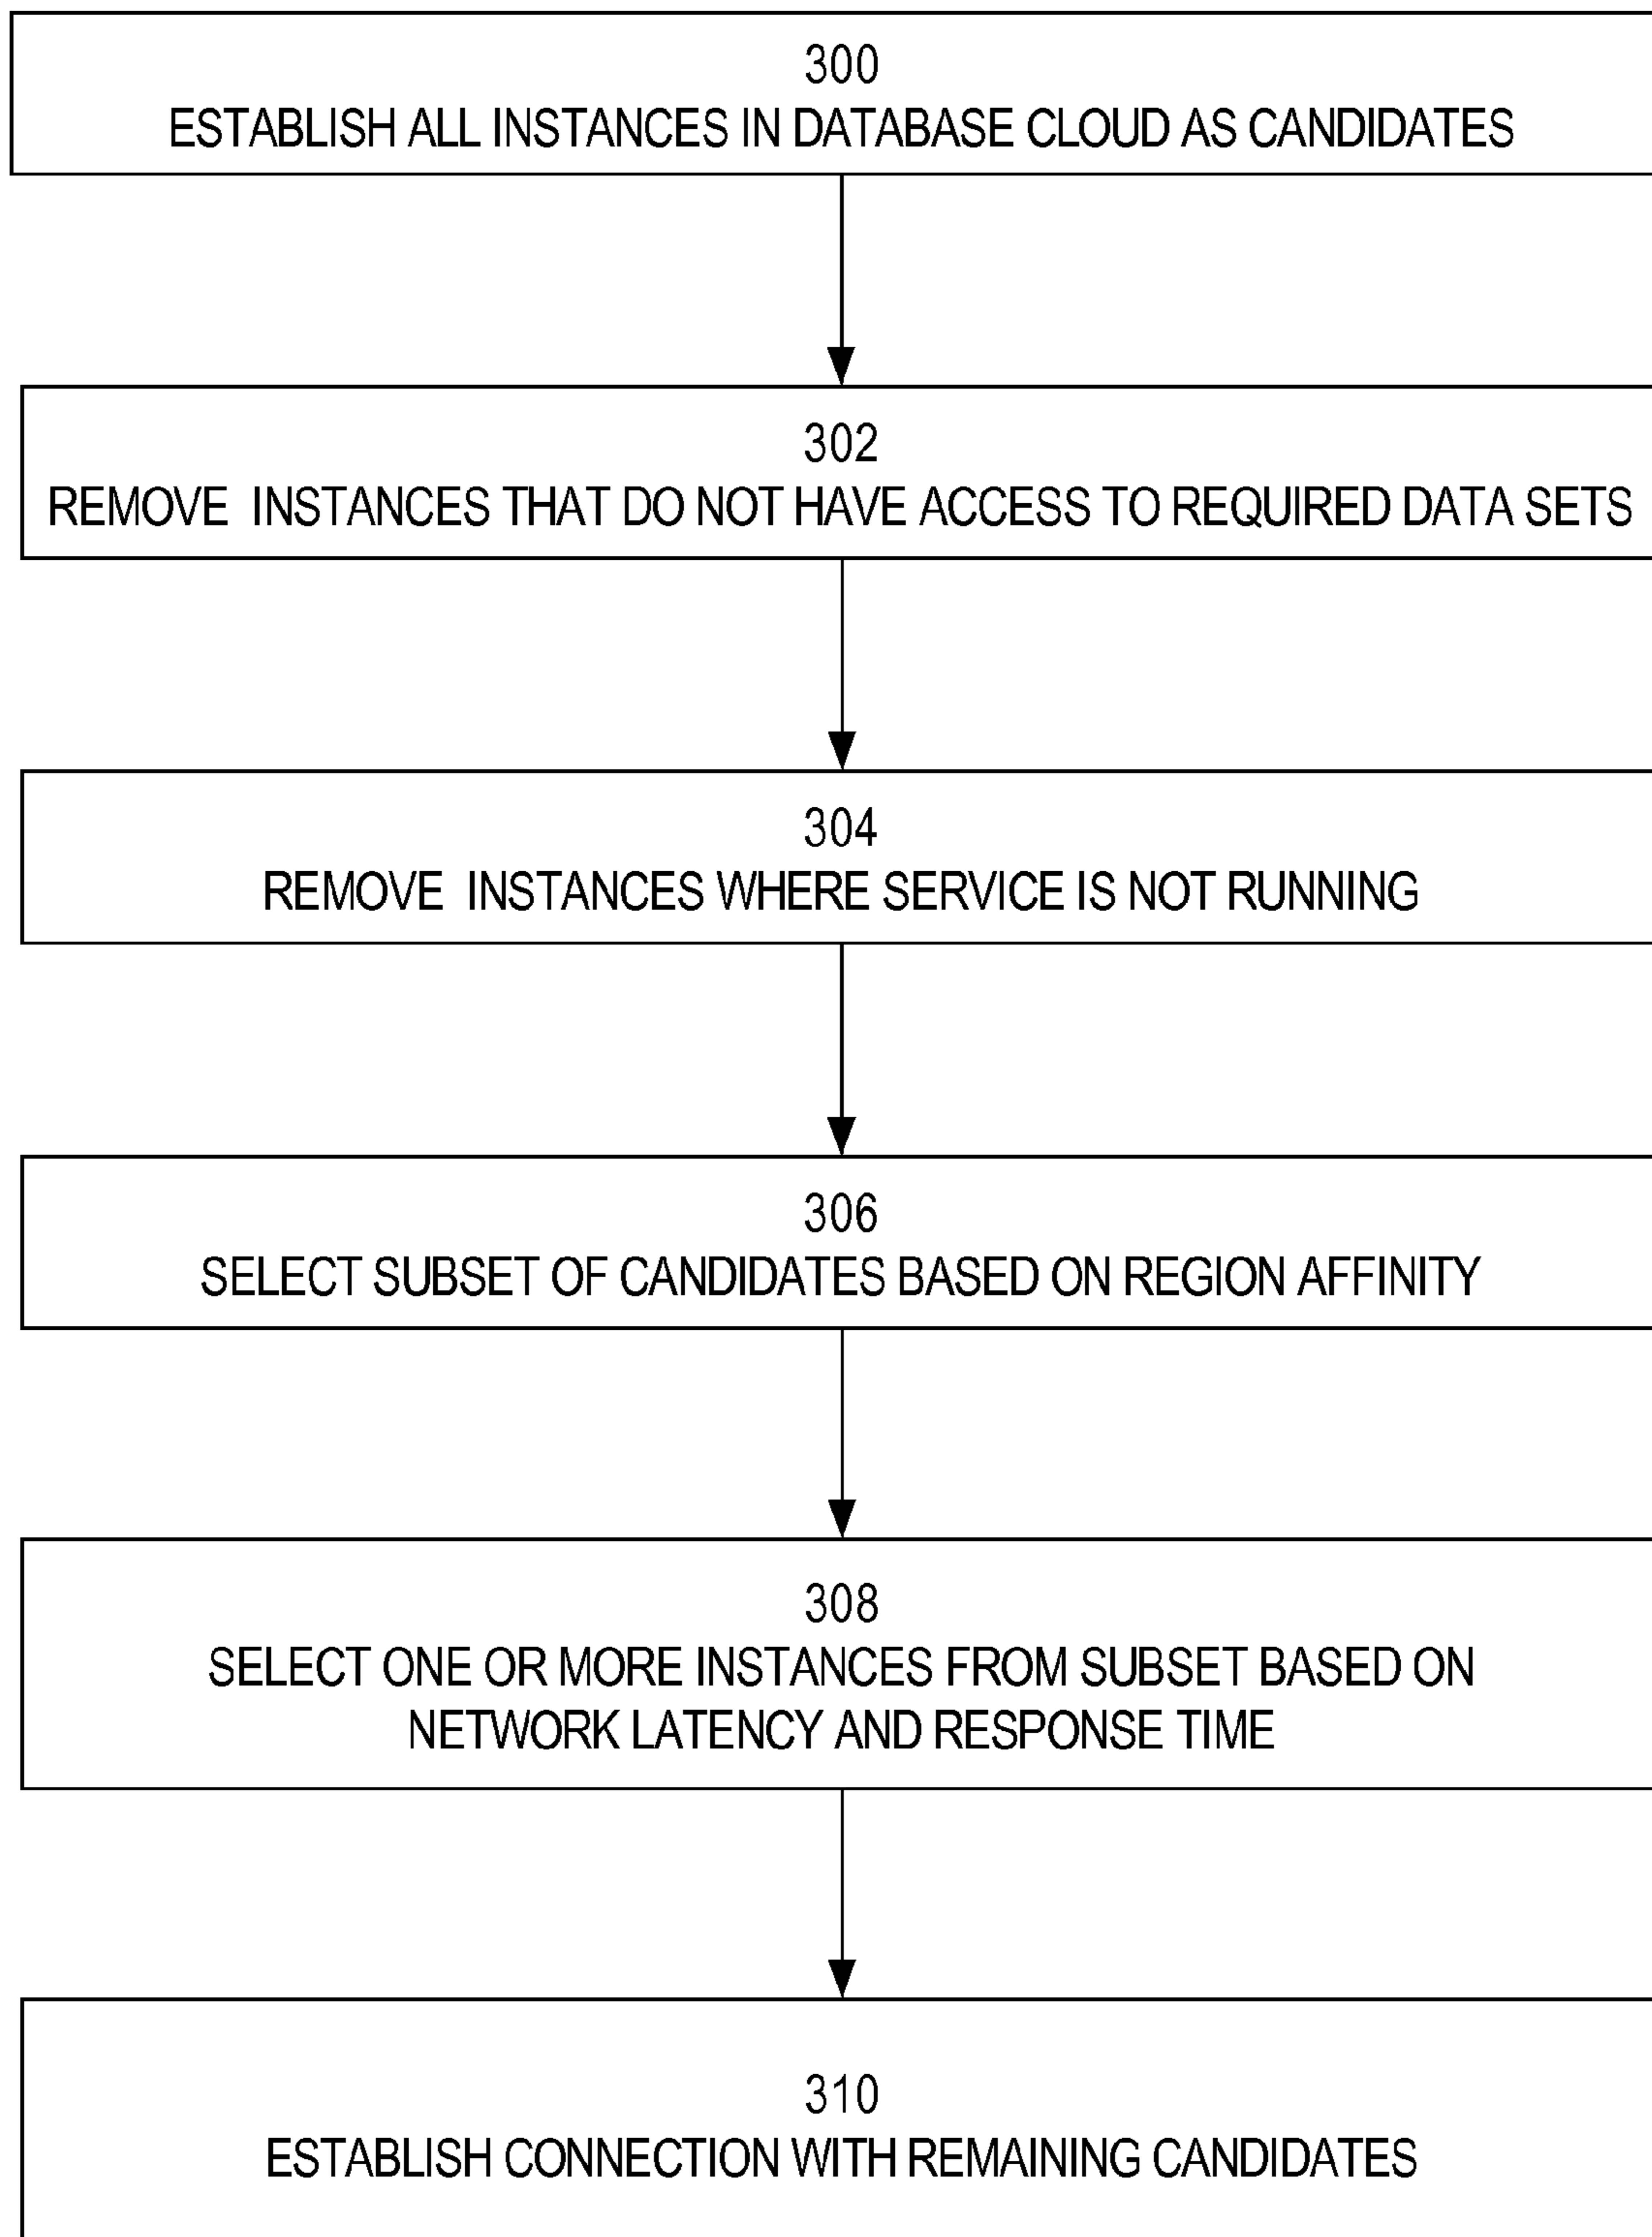 300
ESTABLISH ALL INSTANCES IN DATABASE CLOUD AS CANDIDATES
302
REMOVE INSTANCES THAT DO NOT HAVE ACCESS TO REQUIRED DATA SETS
304
REMOVE INSTANCES WHERE SERVICE IS NOT RUNNING
306
SELECT SUBSET OF CANDIDATES BASED ON REGION AFFINITY
308
SELECT ONE OR MORE INSTANCES FROM SUBSET BASED ON
NETWORK LATENCY AND RESPONSE TIME
310
ESTABLISH CONNECTION WITH REMAINING CANDIDATES